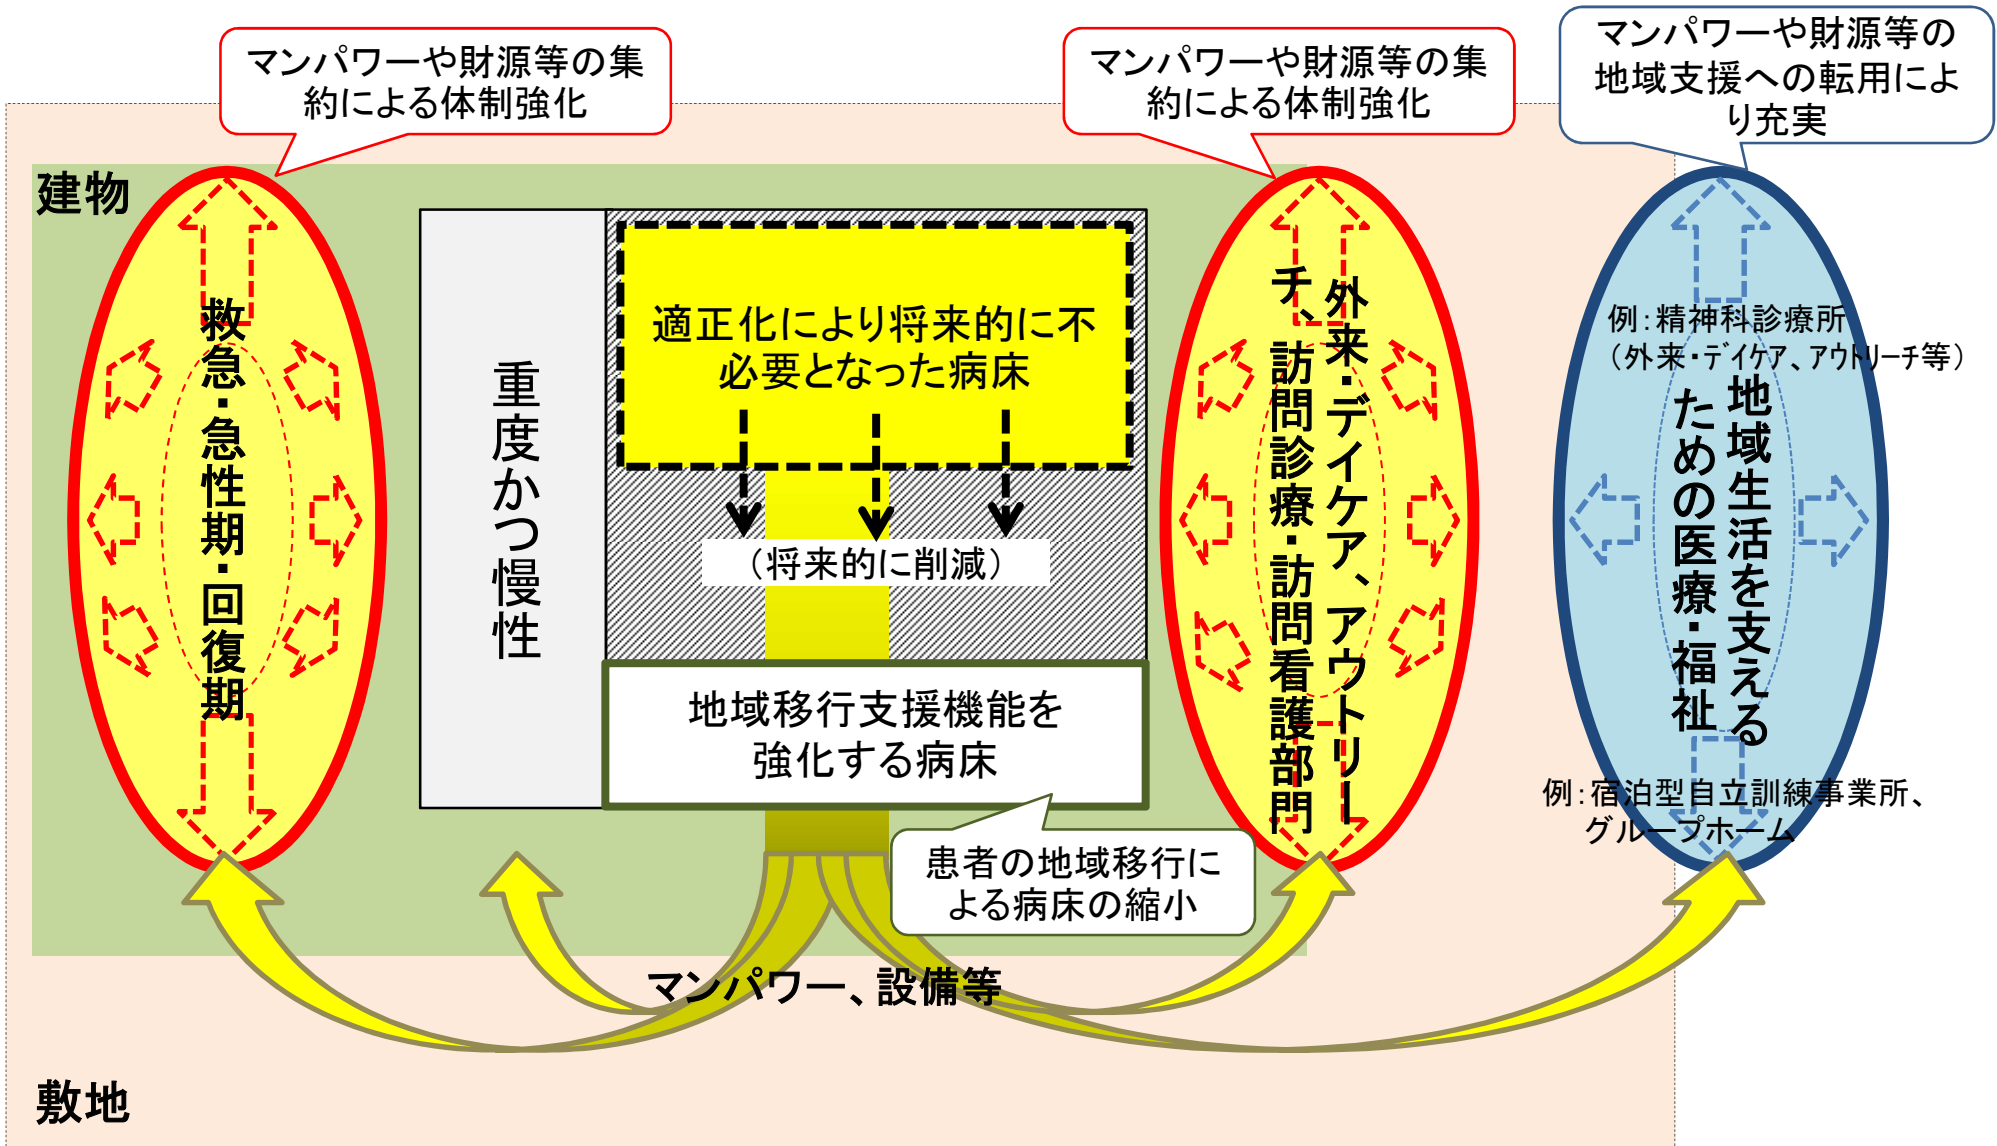 マンパワーや財源等の集
約による体制強化
マンパワーや財源等の集
約による体制強化
マンパワーや財源等の
地域支援への転用によ
り充実
建物
救急・急性期・回復期
重度かつ慢性
適正化により将来的に不
必要となった病床
（将来的に削減）
地域移行支援機能を
強化する病床
患者の地域移行に
よる病床の縮小
外来・デイケア、アウトリー
チ、訪問診療・訪問看護部門
例：精神科診療所
（外来・デイケア、アウトリーチ等）
地域生活を支える
ための医療・福祉
例：宿泊型自立訓練事業所、
グループホーム
マンパワー、設備等
敷地